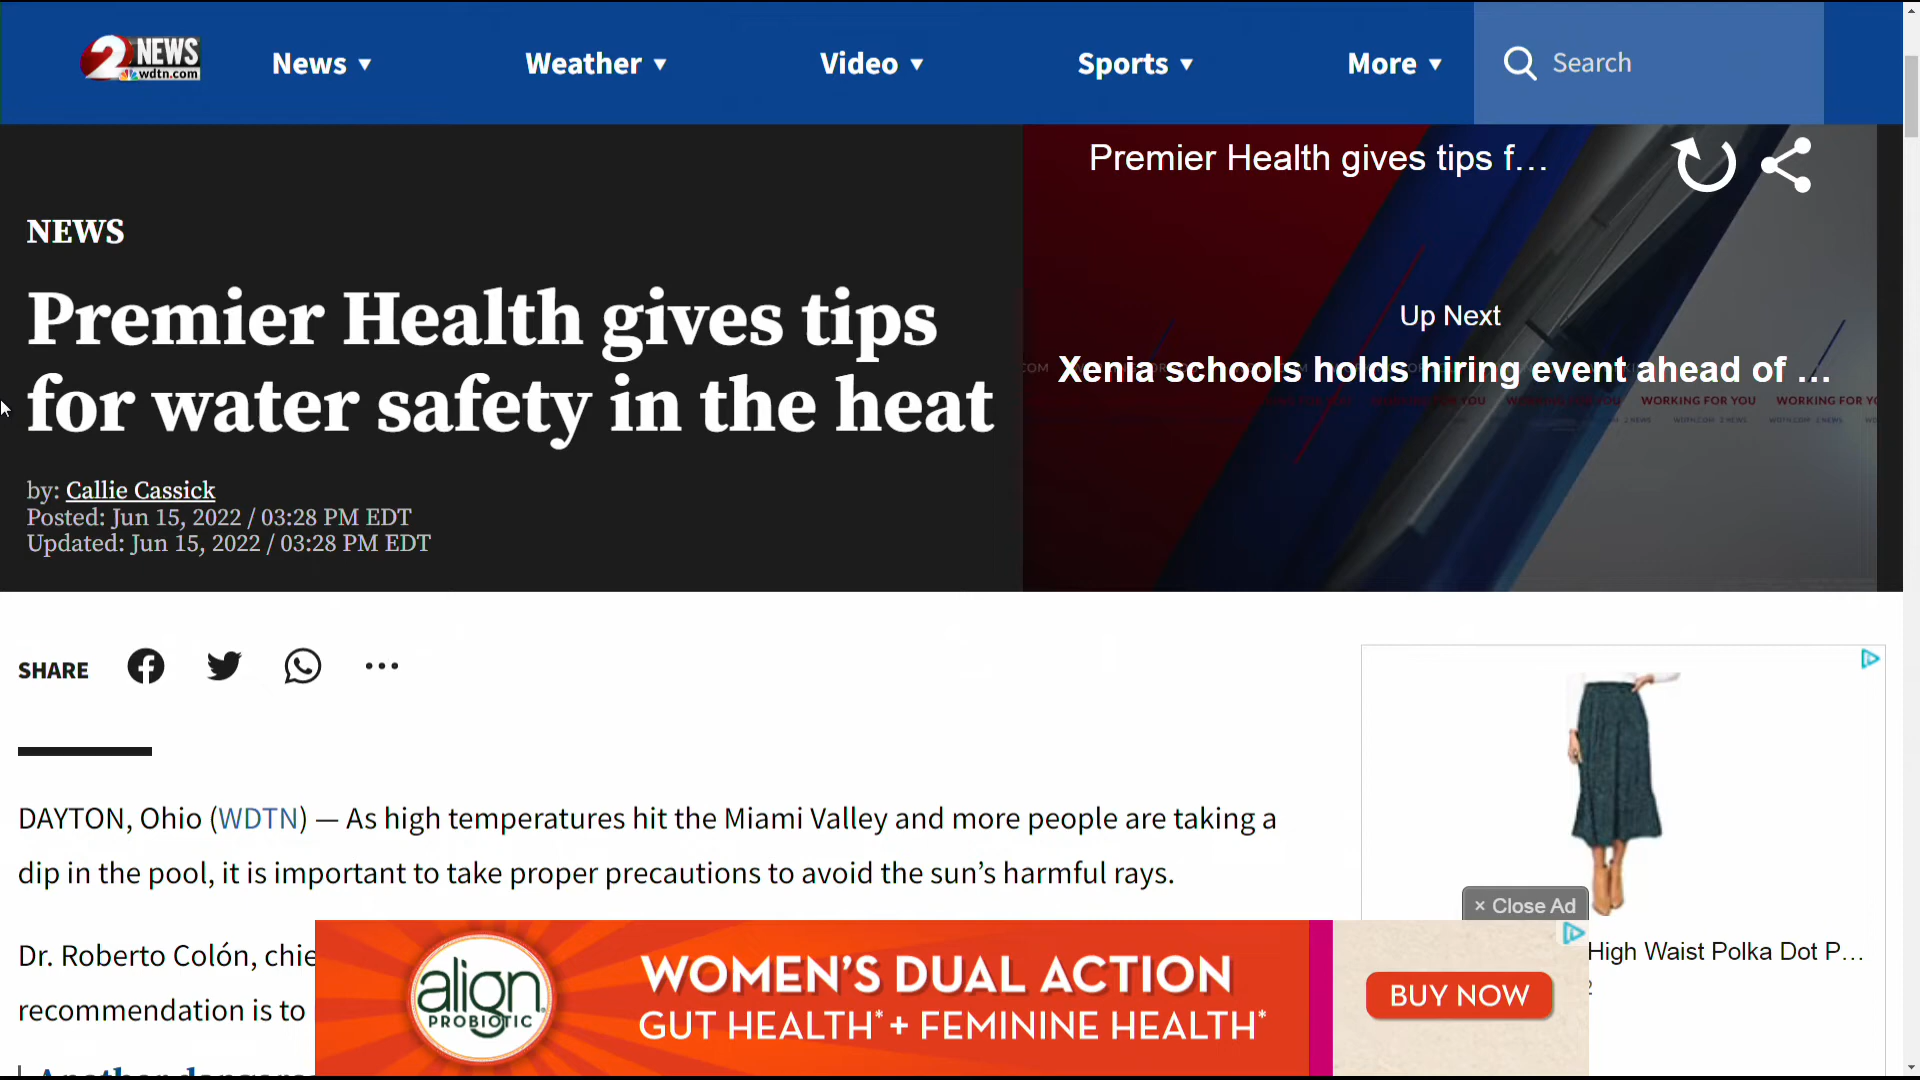 2 NEWS
wdtn.com
News ▼
Weather ▼
Video ▼
Sports ▼
More ▼
Search
NEWS
Premier Health gives tips
for water safety in the heat
by: Callie Cassick
Posted: Jun 15, 2022 / 03:28 PM EDT
Updated: Jun 15, 2022 / 03:28 PM EDT
Premier Health gives tips f...
Up Next
Xenia schools holds hiring event ahead of ...
WORKING FOR YOU
WORKING FOR
SHARE
DAYTON, Ohio (WDTN) — As high temperatures hit the Miami Valley and more people are taking a
dip in the pool, it is important to take proper precautions to avoid the sun’s harmful rays.
Dr. Roberto Colón, chie
recommendation is to
× Close Ad
High Waist Polka Dot P...
align
PROBIOTIC
WOMEN’S DUAL ACTION
GUT HEALTH* + FEMININE HEALTH*
BUY NOW